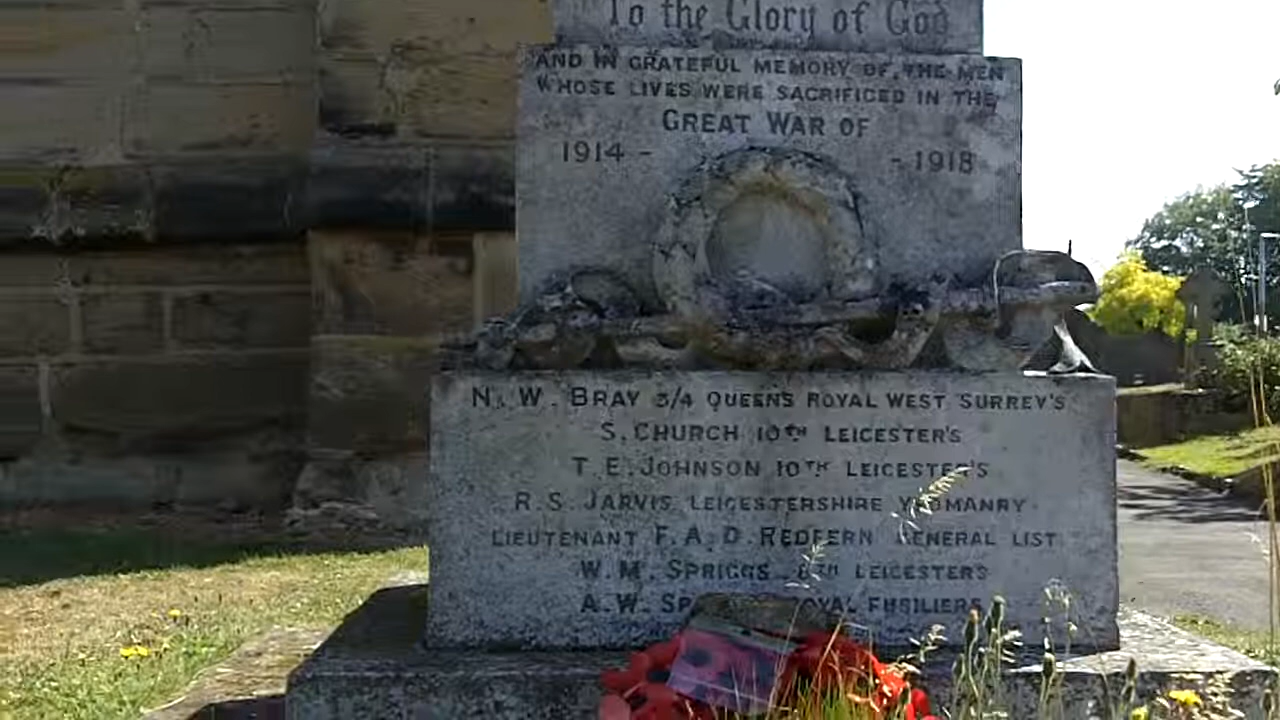 To the Glory of God
AND IN GRATEFUL MEMORY OF THE MEN
WHOSE LIVES WERE SACRIFICED IN THE
GREAT WAR OF
1914 - - 1918
N. W. BRAY 3/4 QUEENS ROYAL WEST SURREY'S
S. CHURCH 10TH LEICESTER'S
T. E. JOHNSON 10TH LEICESTER'S
R. S. JARVIS LEICESTERSHIRE YEOMANRY
LIEUTENANT F. A. D. REDFERN GENERAL LIST
W. M. SPRIGGS 8TH LEICESTER'S
A. W. ROYAL FUSILIERS